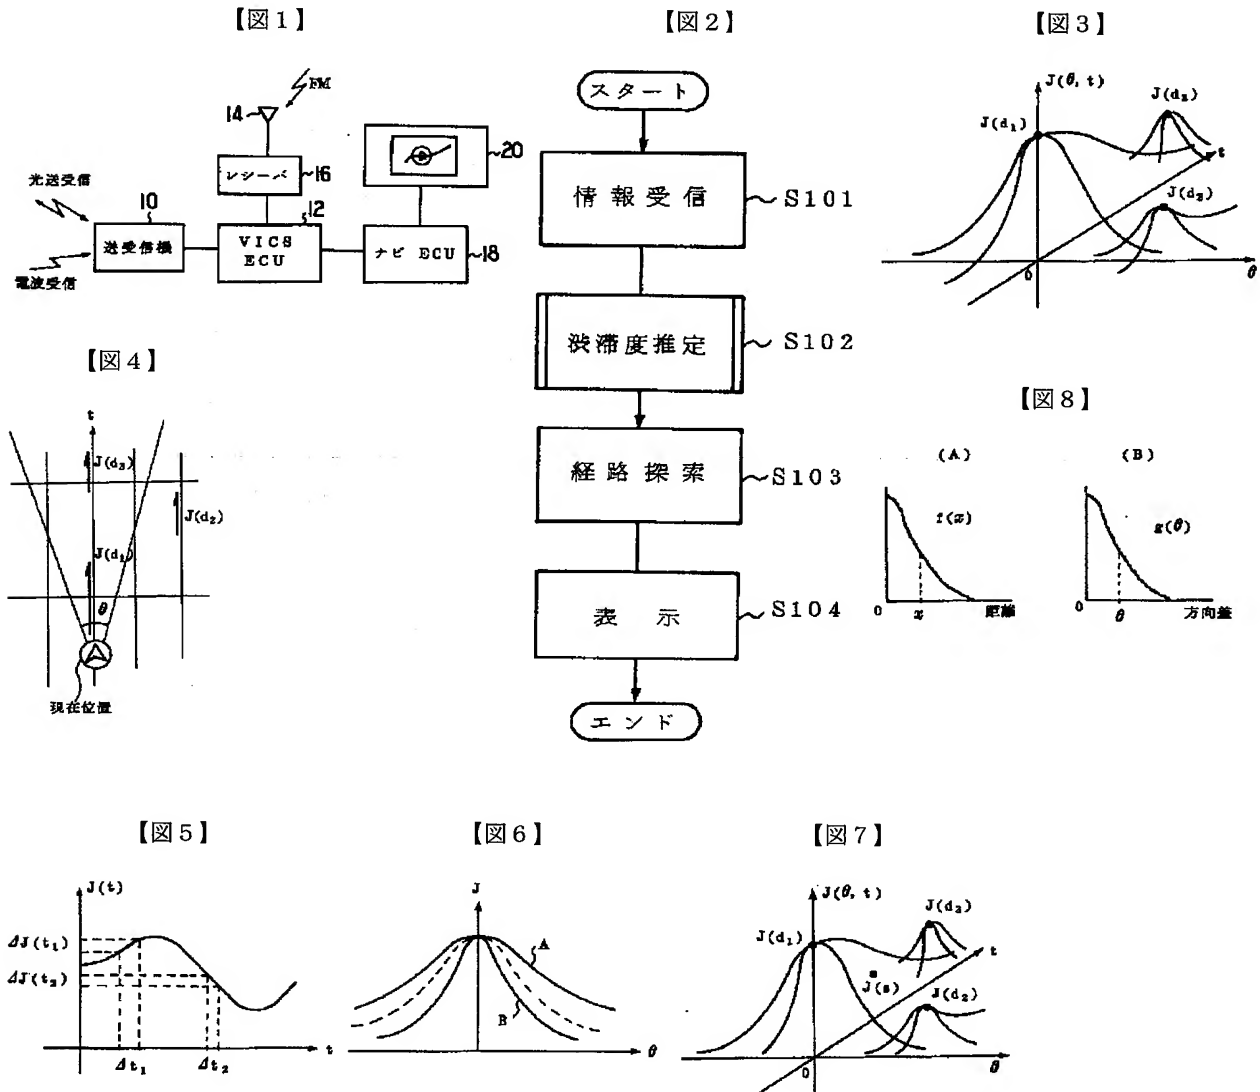 【図1】
FM
14
20
レシーバ
16
光送受信
10
12
送受信機
VICS
ECU
ナビ ECU
18
電波受信
【図2】
スタート
情報受信
S101
渋滞度推定
S102
経路探索
S103
表示
S104
エンド
【図3】
J(θ, t)
J(d₁)
t
0
θ
【図4】
t
J(d₃)
J(d₂)
J(d₁)
θ
現在位置
【図8】
(A)
(B)
f(x)
g(θ)
0
x
距離
0
θ
方向差
【図5】
J(t)
ΔJ(t₁)
ΔJ(t₂)
t
Δt₁
Δt₂
【図6】
J
A
B
θ
【図7】
J(θ, t)
J(d₁)
J(d₃)
t
J(s)
J(d₂)
0
θ